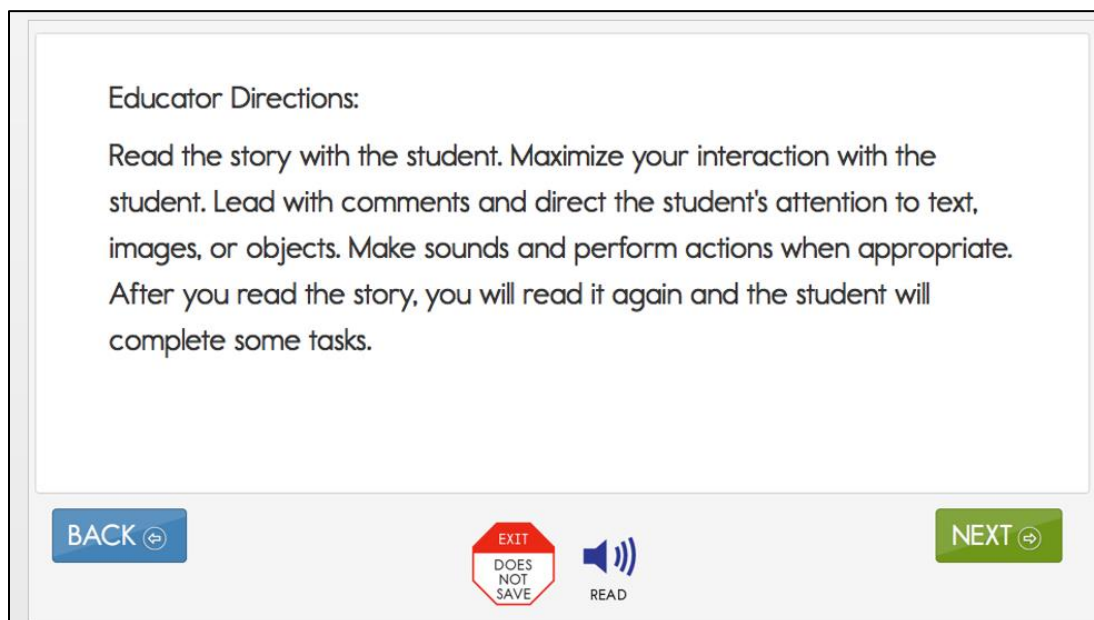 Educator Directions:
Read the story with the student. Maximize your interaction with the
student. Lead with comments and direct the student's attention to text,
images, or objects. Make sounds and perform actions when appropriate.
After you read the story, you will read it again and the student will
complete some tasks.
BACK
EXIT
DOES
NOT
SAVE
READ
NEXT